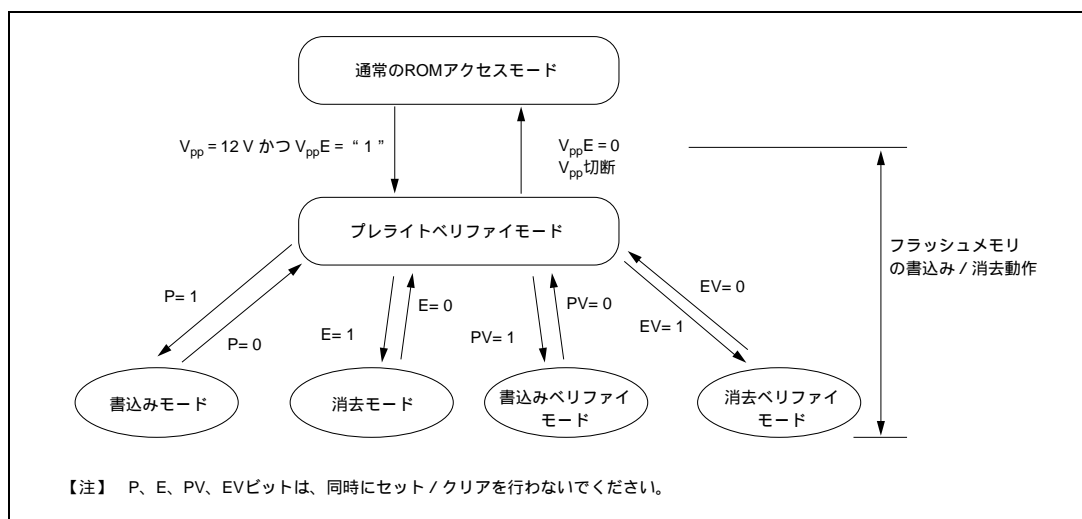 通常のROMアクセスモード
Vpp = 12 V かつ VppE = “ 1 ”
VppE = 0
Vpp切断
プレライトベリファイモード
フラッシュメモリ
の書込み / 消去動作
P= 1
P= 0
E= 1
E= 0
PV= 1
PV= 0
EV= 1
EV= 0
書込みモード
消去モード
書込みベリファイ
モード
消去ベリファイ
モード
【注】 P、E、PV、EVビットは、同時にセット / クリアを行わないでください。